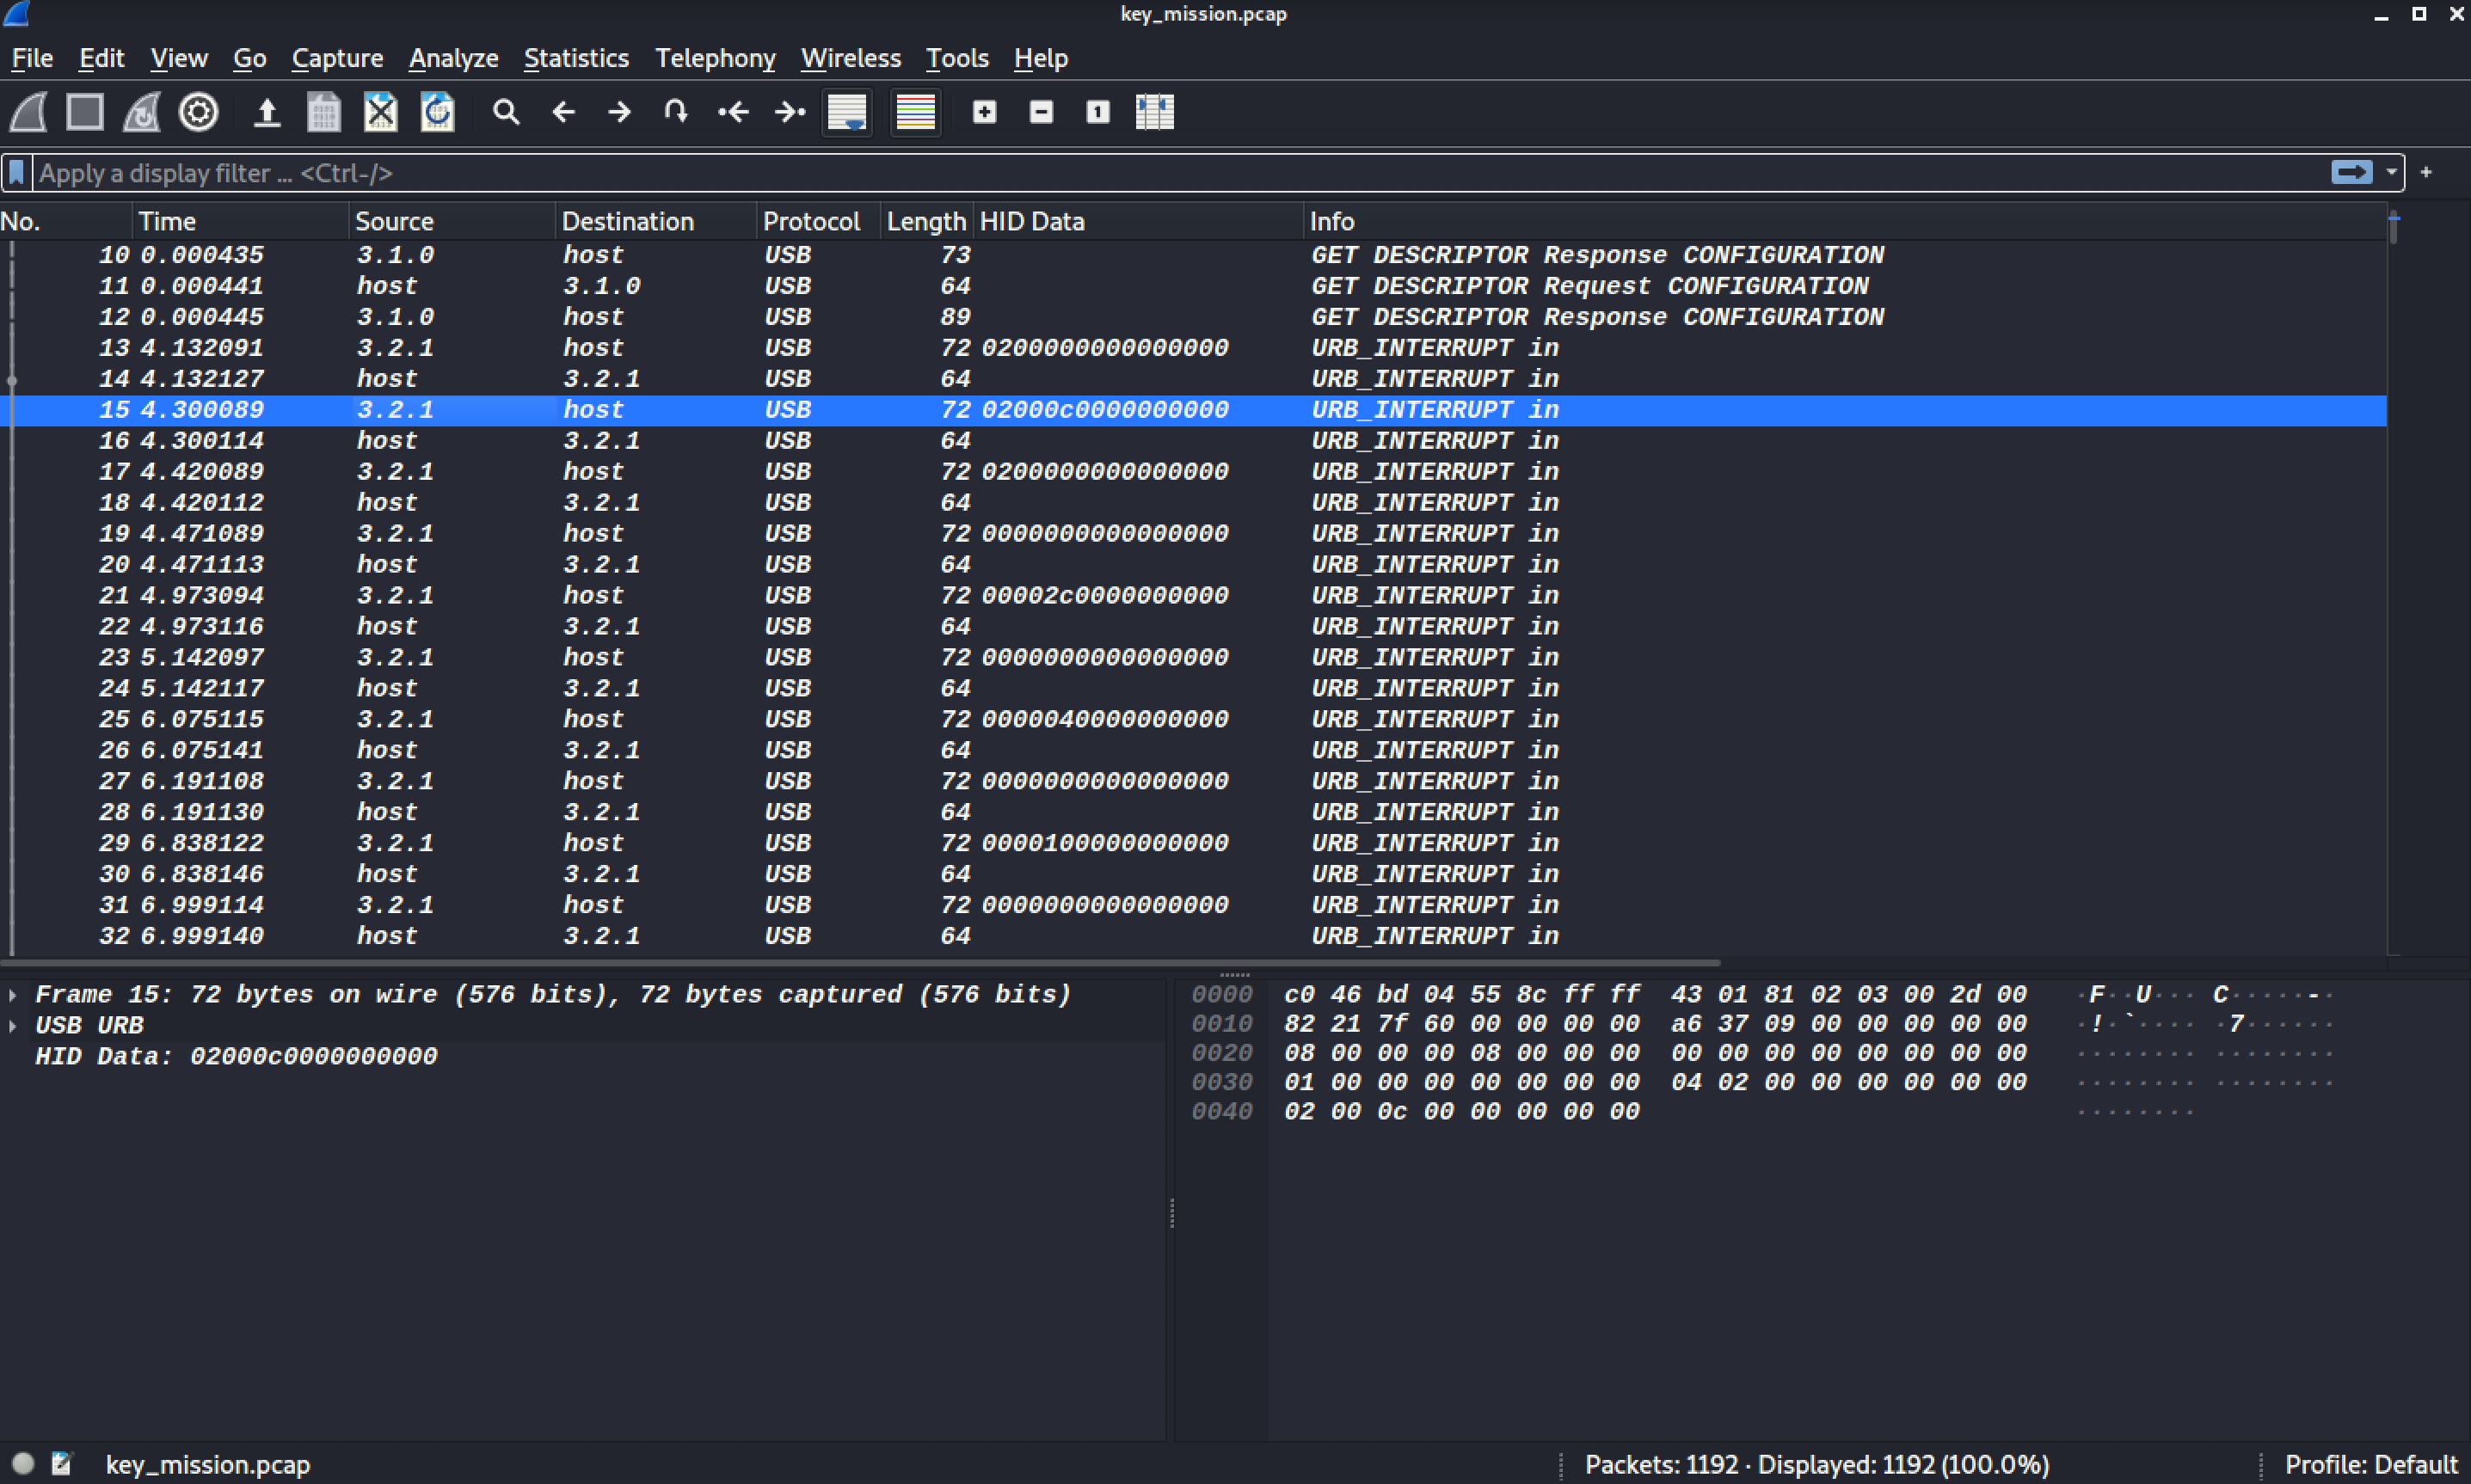 key_mission.pcap
File Edit View Go Capture Analyze Statistics Telephony Wireless Tools Help
Apply a display filter … <Ctrl-/>
No. Time Source Destination Protocol Length HID Data Info
10 0.000435 3.1.0 host USB 73 GET DESCRIPTOR Response CONFIGURATION
11 0.000441 host 3.1.0 USB 64 GET DESCRIPTOR Request CONFIGURATION
12 0.000445 3.1.0 host USB 89 GET DESCRIPTOR Response CONFIGURATION
13 4.132091 3.2.1 host USB 72 0200000000000000 URB_INTERRUPT in
14 4.132127 host 3.2.1 USB 64 URB_INTERRUPT in
15 4.300089 3.2.1 host USB 72 02000c0000000000 URB_INTERRUPT in
16 4.300114 host 3.2.1 USB 64 URB_INTERRUPT in
17 4.420089 3.2.1 host USB 72 0200000000000000 URB_INTERRUPT in
18 4.420112 host 3.2.1 USB 64 URB_INTERRUPT in
19 4.471089 3.2.1 host USB 72 0000000000000000 URB_INTERRUPT in
20 4.471113 host 3.2.1 USB 64 URB_INTERRUPT in
21 4.973094 3.2.1 host USB 72 00002c0000000000 URB_INTERRUPT in
22 4.973116 host 3.2.1 USB 64 URB_INTERRUPT in
23 5.142097 3.2.1 host USB 72 0000000000000000 URB_INTERRUPT in
24 5.142117 host 3.2.1 USB 64 URB_INTERRUPT in
25 6.075115 3.2.1 host USB 72 0000040000000000 URB_INTERRUPT in
26 6.075141 host 3.2.1 USB 64 URB_INTERRUPT in
27 6.191108 3.2.1 host USB 72 0000000000000000 URB_INTERRUPT in
28 6.191130 host 3.2.1 USB 64 URB_INTERRUPT in
29 6.838122 3.2.1 host USB 72 0000100000000000 URB_INTERRUPT in
30 6.838146 host 3.2.1 USB 64 URB_INTERRUPT in
31 6.999114 3.2.1 host USB 72 0000000000000000 URB_INTERRUPT in
32 6.999140 host 3.2.1 USB 64 URB_INTERRUPT in
Frame 15: 72 bytes on wire (576 bits), 72 bytes captured (576 bits)
USB URB
HID Data: 02000c0000000000
0000 c0 46 bd 04 55 8c ff ff 43 01 81 02 03 00 2d 00 ·F··U··· C·····-·
0010 82 21 7f 60 00 00 00 00 a6 37 09 00 00 00 00 00 ·!·`···· ·7······
0020 08 00 00 00 08 00 00 00 00 00 00 00 00 00 00 00 ········ ········
0030 01 00 00 00 00 00 00 00 04 02 00 00 00 00 00 00 ········ ········
0040 02 00 0c 00 00 00 00 00 ········
key_mission.pcap
Packets: 1192 · Displayed: 1192 (100.0%)
Profile: Default